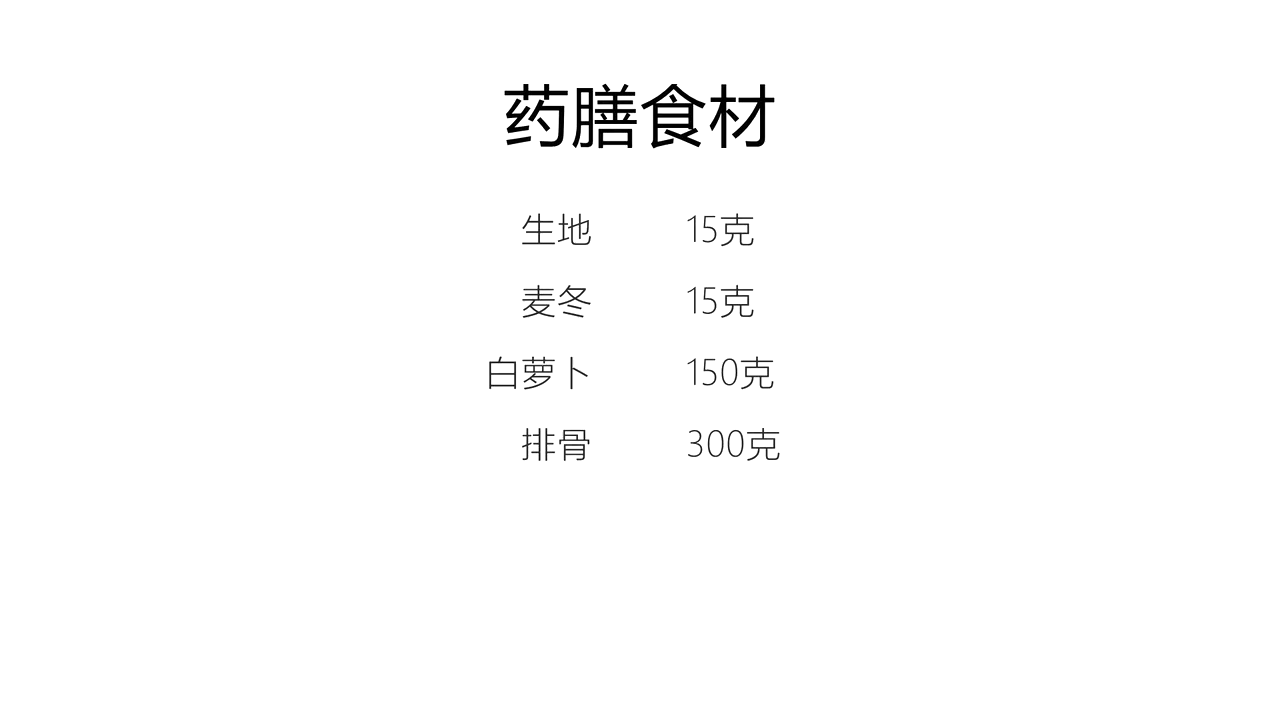 药膳食材
生地 15克
麦冬 15克
白萝卜 150克
排骨 300克